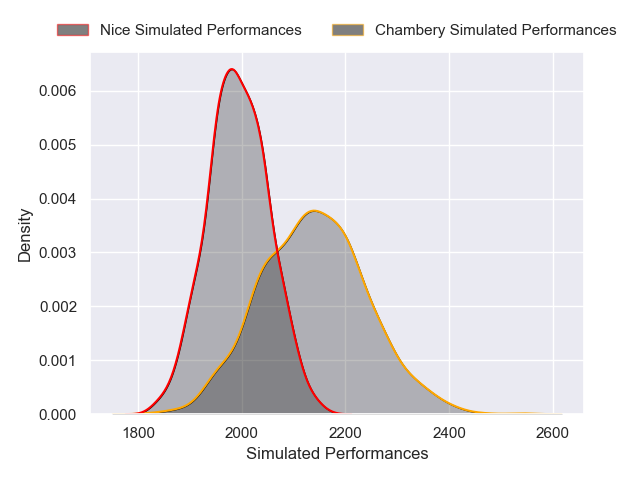 Nice Simulated Performances Chambery Simulated Performances
0.006
0.005
0.004
0.003
0.002
0.001
0.000
Density
1800 2000 2200 2400 2600
Simulated Performances